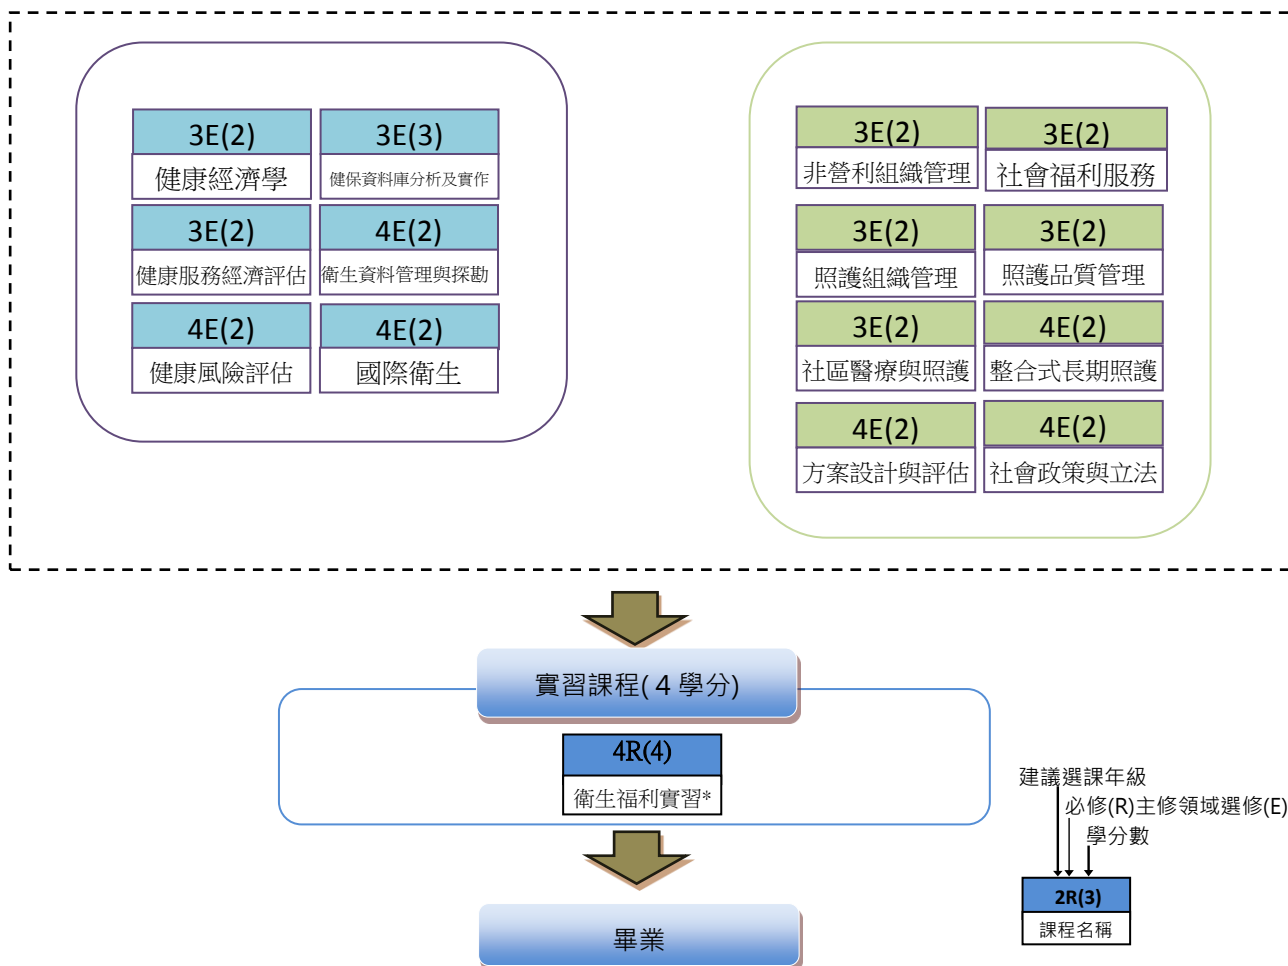 3E(2)
健康經濟學
3E(3)
健保資料庫分析及實作
3E(2)
健康服務經濟評估
4E(2)
衛生資料管理與探勘
4E(2)
健康風險評估
4E(2)
國際衛生
3E(2)
非營利組織管理
3E(2)
社會福利服務
3E(2)
照護組織管理
3E(2)
照護品質管理
3E(2)
社區醫療與照護
4E(2)
整合式長期照護
4E(2)
方案設計與評估
4E(2)
社會政策與立法
實習課程( 4 學分)
4R(4)
衛生福利實習*
畢業
建議選課年級
必修(R)主修領域選修(E)
學分數
2R(3)
課程名稱